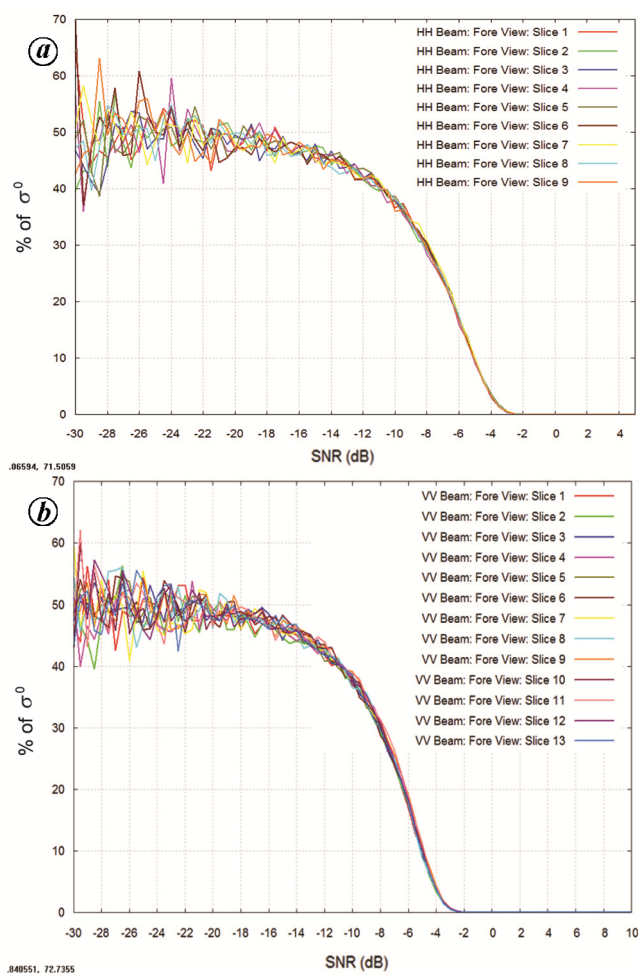 a
70
60
50
40
30
20
10
0
% of σ⁰
HH Beam: Fore View: Slice 1
HH Beam: Fore View: Slice 2
HH Beam: Fore View: Slice 3
HH Beam: Fore View: Slice 4
HH Beam: Fore View: Slice 5
HH Beam: Fore View: Slice 6
HH Beam: Fore View: Slice 7
HH Beam: Fore View: Slice 8
HH Beam: Fore View: Slice 9
-30 -28 -26 -24 -22 -20 -18 -16 -14 -12 -10 -8 -6 -4 -2 0 2 4
SNR (dB)
.06594, 71.5059
b
70
60
50
40
30
20
10
0
% of σ⁰
VV Beam: Fore View: Slice 1
VV Beam: Fore View: Slice 2
VV Beam: Fore View: Slice 3
VV Beam: Fore View: Slice 4
VV Beam: Fore View: Slice 5
VV Beam: Fore View: Slice 6
VV Beam: Fore View: Slice 7
VV Beam: Fore View: Slice 8
VV Beam: Fore View: Slice 9
VV Beam: Fore View: Slice 10
VV Beam: Fore View: Slice 11
VV Beam: Fore View: Slice 12
VV Beam: Fore View: Slice 13
-30 -28 -26 -24 -22 -20 -18 -16 -14 -12 -10 -8 -6 -4 -2 0 2 4 6 8 10
SNR (dB)
.840551, 72.7355